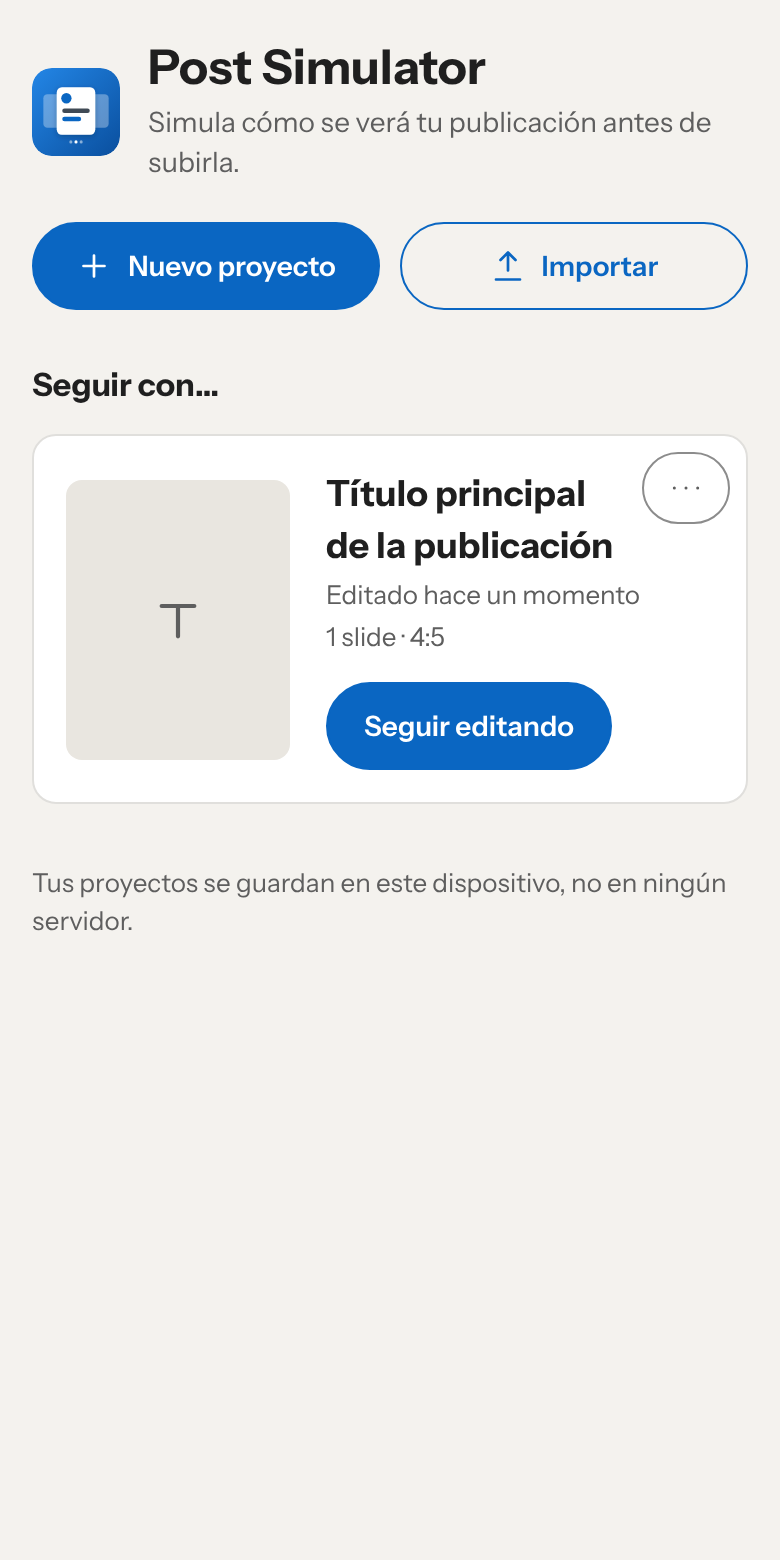 Post Simulator
Simula cómo se verá tu publicación antes de
subirla.
Nuevo proyecto
Importar
Seguir con...
Título principal
de la publicación
Editado hace un momento
1 slide · 4:5
Seguir editando
Tus proyectos se guardan en este dispositivo, no en ningún
servidor.